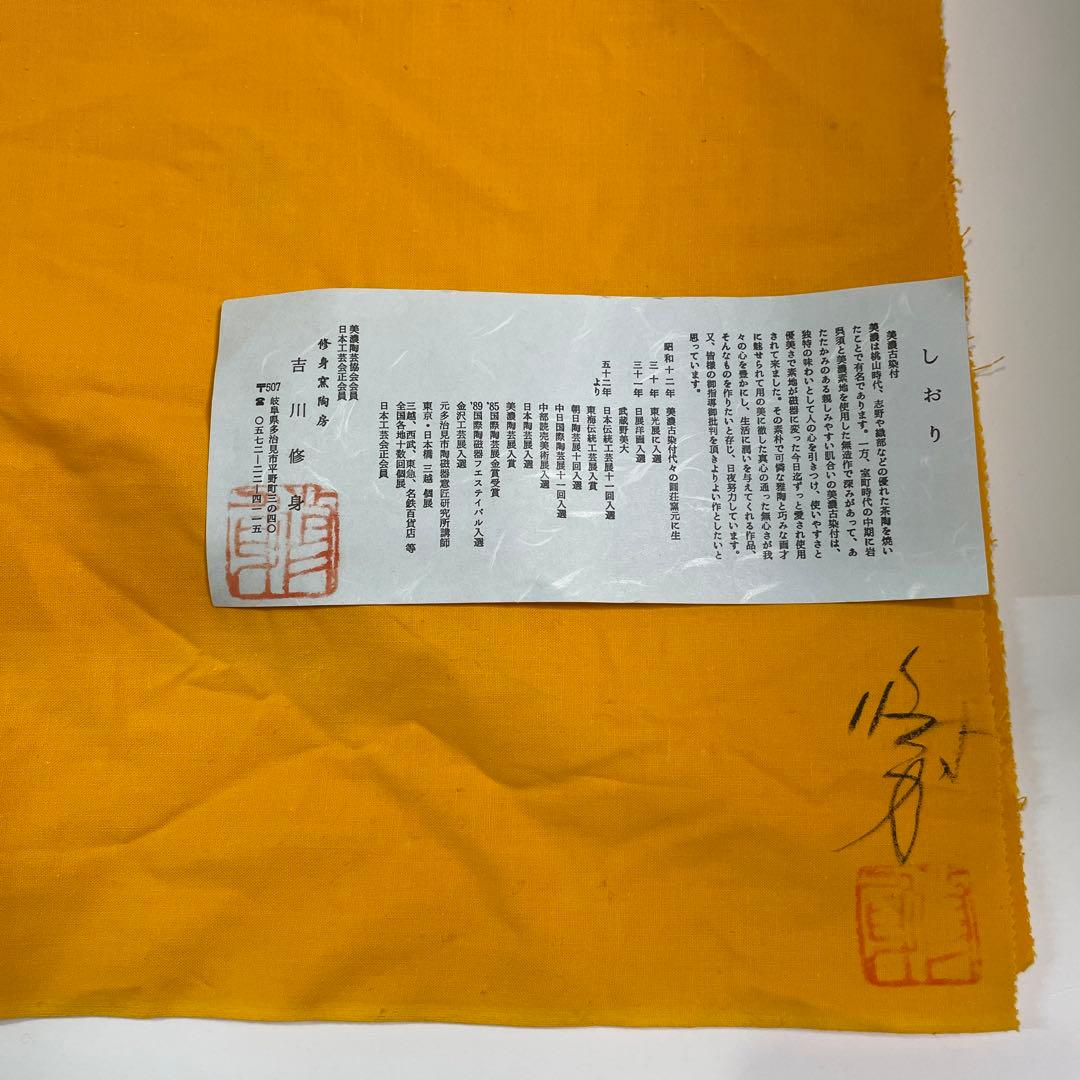 しおり
美濃古染付
美濃は桃山時代、志野や織部などの優れた茶陶を焼い
たことで有名であります。一方、室町時代の中期に岩
呉須と美濃素地を使用した無造作で深みがあって、あ
たたかみのある親しみやすい肌合いの美濃古染付は、
独特の味わいとして人の心を引きつけ、使いやすさと
優美さで素地が磁器に変った今日迄ずっと愛され使用
されて来ました。その素朴で可憐な雅陶と巧みな画才
に魅せられて用の美に徹した真心の通った無心さが我
々の心を豊かにし、生活に潤いを与えてくれる作品、
そんなものを作りたいと存じ、日夜努力しています。
又、皆様の御指導御批判を頂きよりよい作としたいと
思っています。
昭和十二年 美濃古染付代々の圓荘窯元に生
三十年 東光展に入選
三十一年 日展洋画入選
武蔵野美大
五十二年より 日本伝統工芸展十一回入選
東海伝統工芸展入賞
朝日陶芸展十回入選
中日国際陶芸展十一回入選
中部読売美術展入選
日本陶芸展入選
美濃陶芸展入賞
'85国際陶芸展金賞受賞
'89国際陶磁器フエステイバル入選
金沢工芸展入選
元多治見市陶磁器意匠研究所講師
東京・日本橋 三越 個展
三越、西武、東急、名鉄百貨店 等
全国各地十数回個展
日本工芸会正会員
美濃陶芸協会会員
日本工芸会正会員
修身窯陶房
吉川修身
〒507 岐阜県多治見市平野町三の四〇
☎ 〇五七二―二二―四二一五